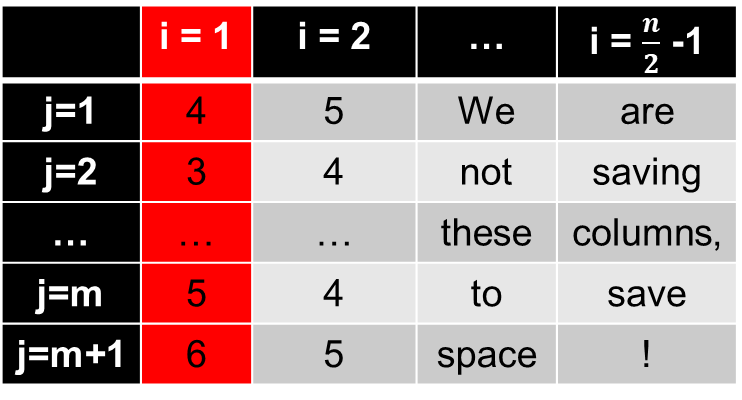 i = 1 i = 2 ... i = n/2 -1
j=1 4 5 We are
j=2 3 4 not saving
... ... ... these columns,
j=m 5 4 to save
j=m+1 6 5 space !